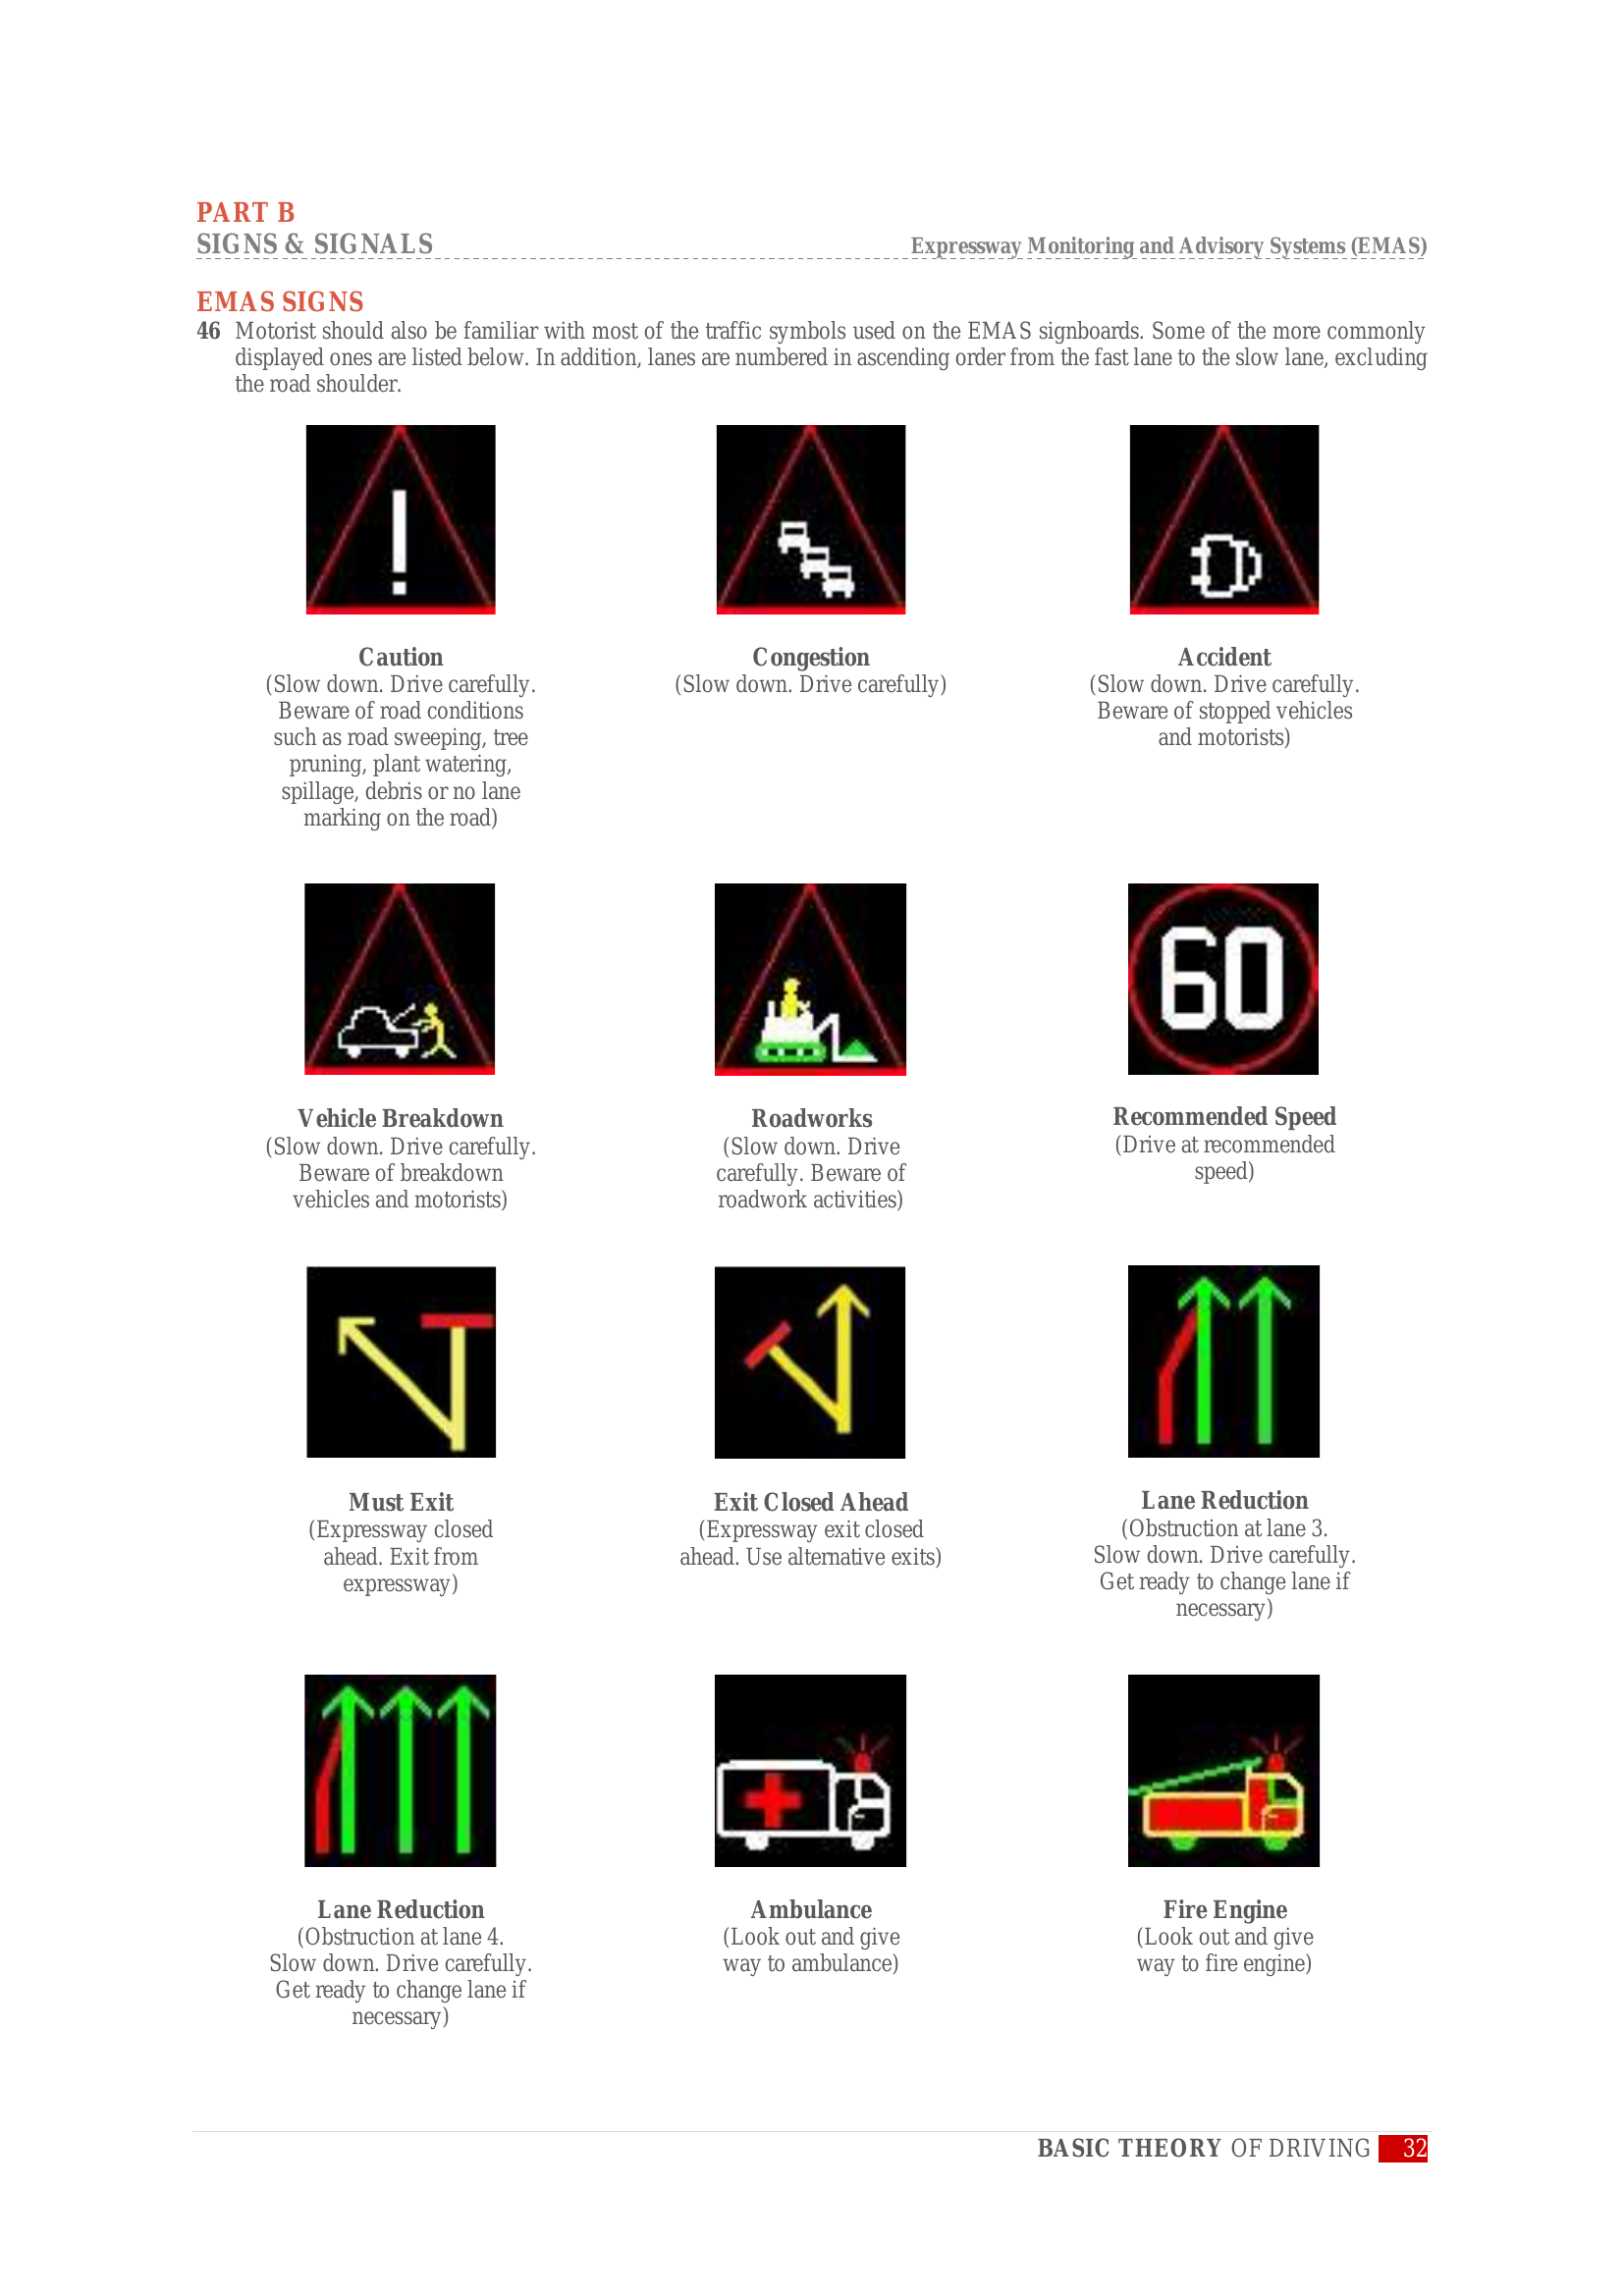 PART B
SIGNS & SIGNALS
Expressway Monitoring and Advisory Systems (EMAS)
EMAS SIGNS
46 Motorist should also be familiar with most of the traffic symbols used on the EMAS signboards. Some of the more commonly
displayed ones are listed below. In addition, lanes are numbered in ascending order from the fast lane to the slow lane, excluding
the road shoulder.
!
Caution
(Slow down. Drive carefully.
Beware of road conditions
such as road sweeping, tree
pruning, plant watering,
spillage, debris or no lane
marking on the road)
Congestion
(Slow down. Drive carefully)
Accident
(Slow down. Drive carefully.
Beware of stopped vehicles
and motorists)
Vehicle Breakdown
(Slow down. Drive carefully.
Beware of breakdown
vehicles and motorists)
Roadworks
(Slow down. Drive
carefully. Beware of
roadwork activities)
60
Recommended Speed
(Drive at recommended
speed)
Must Exit
(Expressway closed
ahead. Exit from
expressway)
Exit Closed Ahead
(Expressway exit closed
ahead. Use alternative exits)
Lane Reduction
(Obstruction at lane 3.
Slow down. Drive carefully.
Get ready to change lane if
necessary)
Lane Reduction
(Obstruction at lane 4.
Slow down. Drive carefully.
Get ready to change lane if
necessary)
Ambulance
(Look out and give
way to ambulance)
Fire Engine
(Look out and give
way to fire engine)
BASIC THEORY OF DRIVING 32